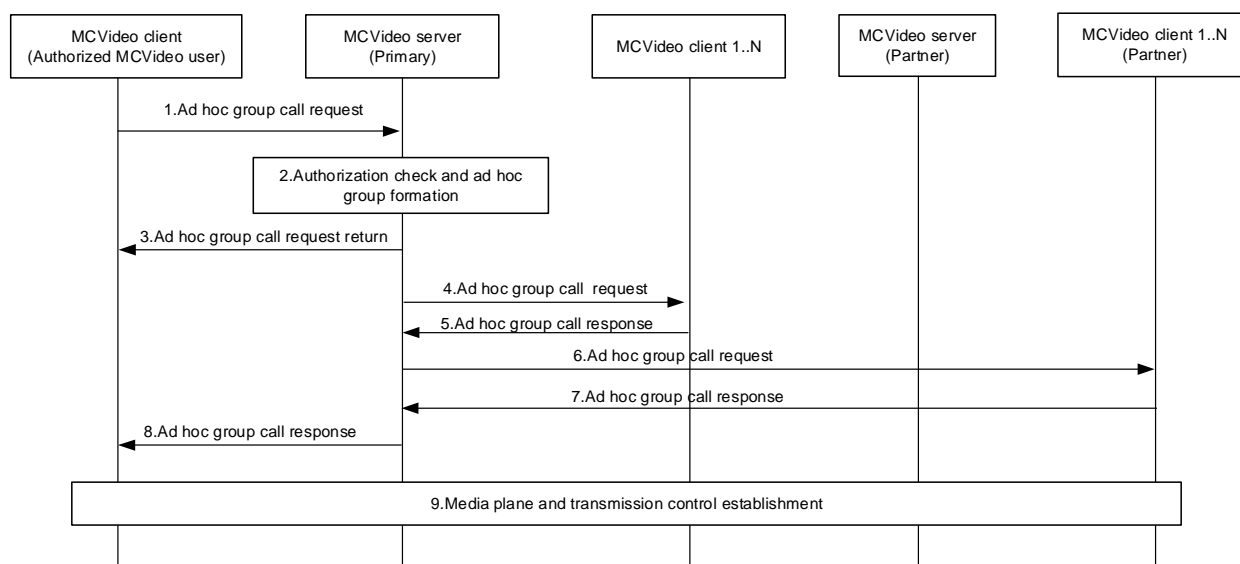 MCVideo client
(Authorized MCVideo user)
MCVideo server
(Primary)
MCVideo client 1..N
MCVideo server
(Partner)
MCVideo client 1..N
(Partner)
1.Ad hoc group call request
2.Authorization check and ad hoc
group formation
3.Ad hoc group call request return
4.Ad hoc group call  request
5.Ad hoc group call response
6.Ad hoc group call request
7.Ad hoc group call response
8.Ad hoc group call response
9.Media plane and transmission control establishment